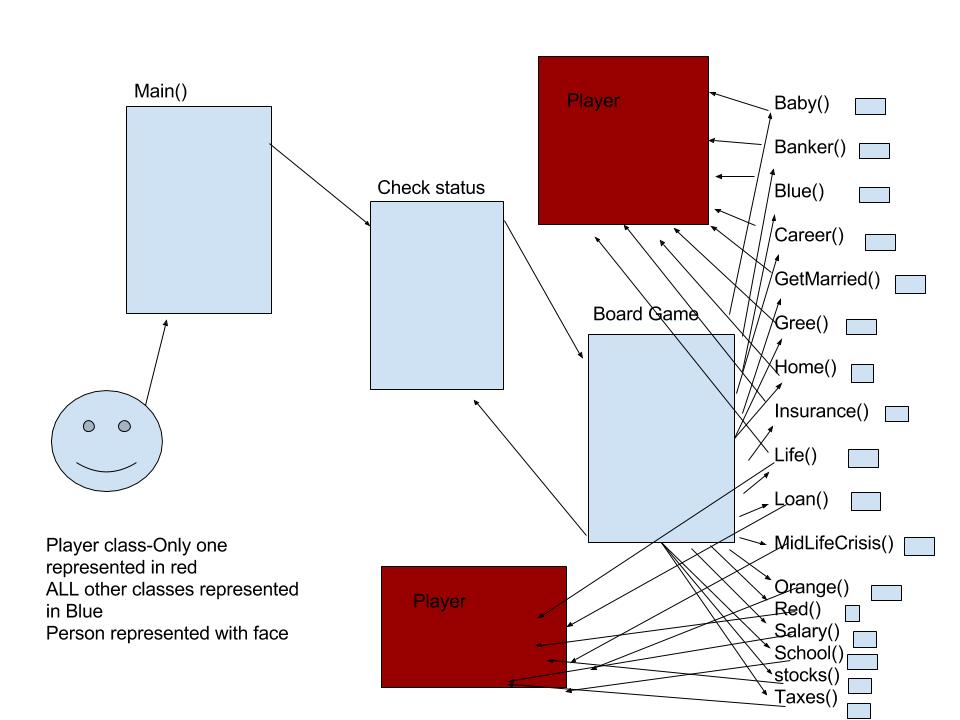 Main()
Check status
Player
Board Game
Baby()
Banker()
Blue()
Career()
GetMarried()
Gree()
Home()
Insurance()
Life()
Loan()
MidLifeCrisis()
Orange()
Red()
Salary()
School()
stocks()
Taxes()
Player
Player class-Only one
represented in red
ALL other classes represented
in Blue
Person represented with face